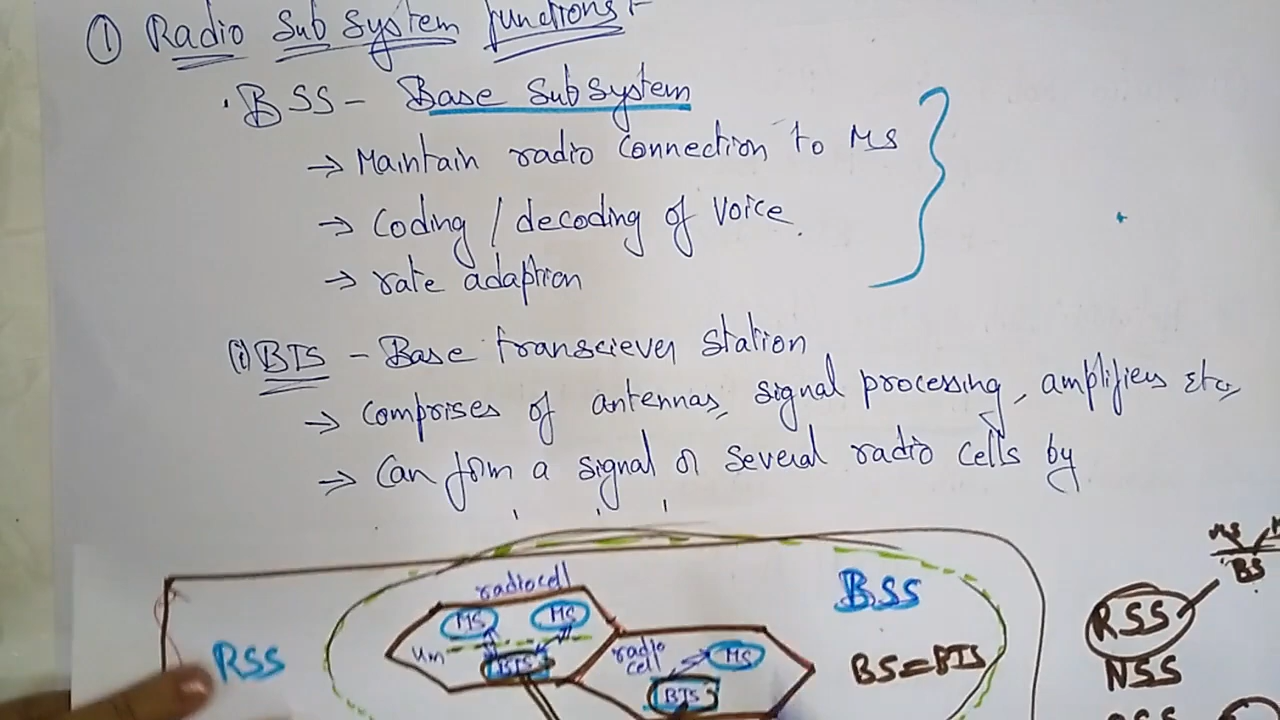 ① Radio Sub System functions:-
. BSS - Base Subsystem
→ Maintain radio connection to MS
→ Coding / decoding of Voice.
→ rate adaption
(i) BTS - Base transciever station
→ comprises of antennas, signal processing, amplifiers etc,
→ Can form a signal or several radio cells by
radiocell
BSS
MS MS
Um
BTS
RSS
radio cell
MS
BTS
BS=BTS
MS
BS
RSS
NSS